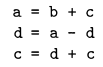 a = b + c
d = a - d
c = d + c